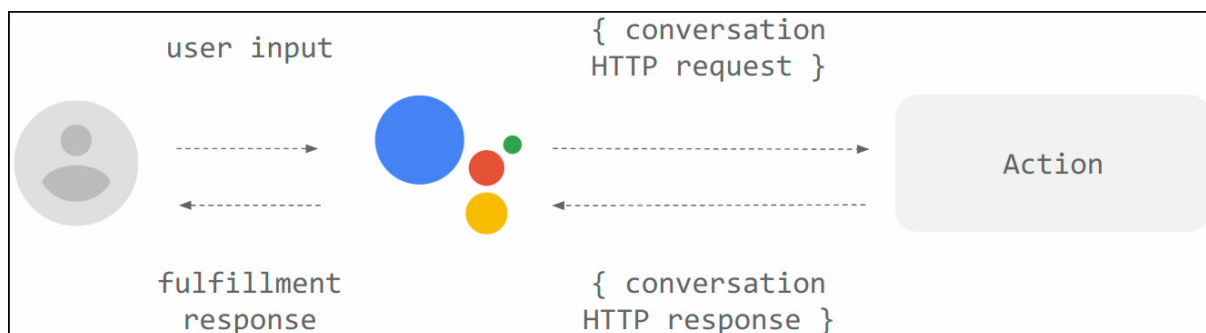 user input
{ conversation
HTTP request }
Action
fulfillment
response
{ conversation
HTTP response }